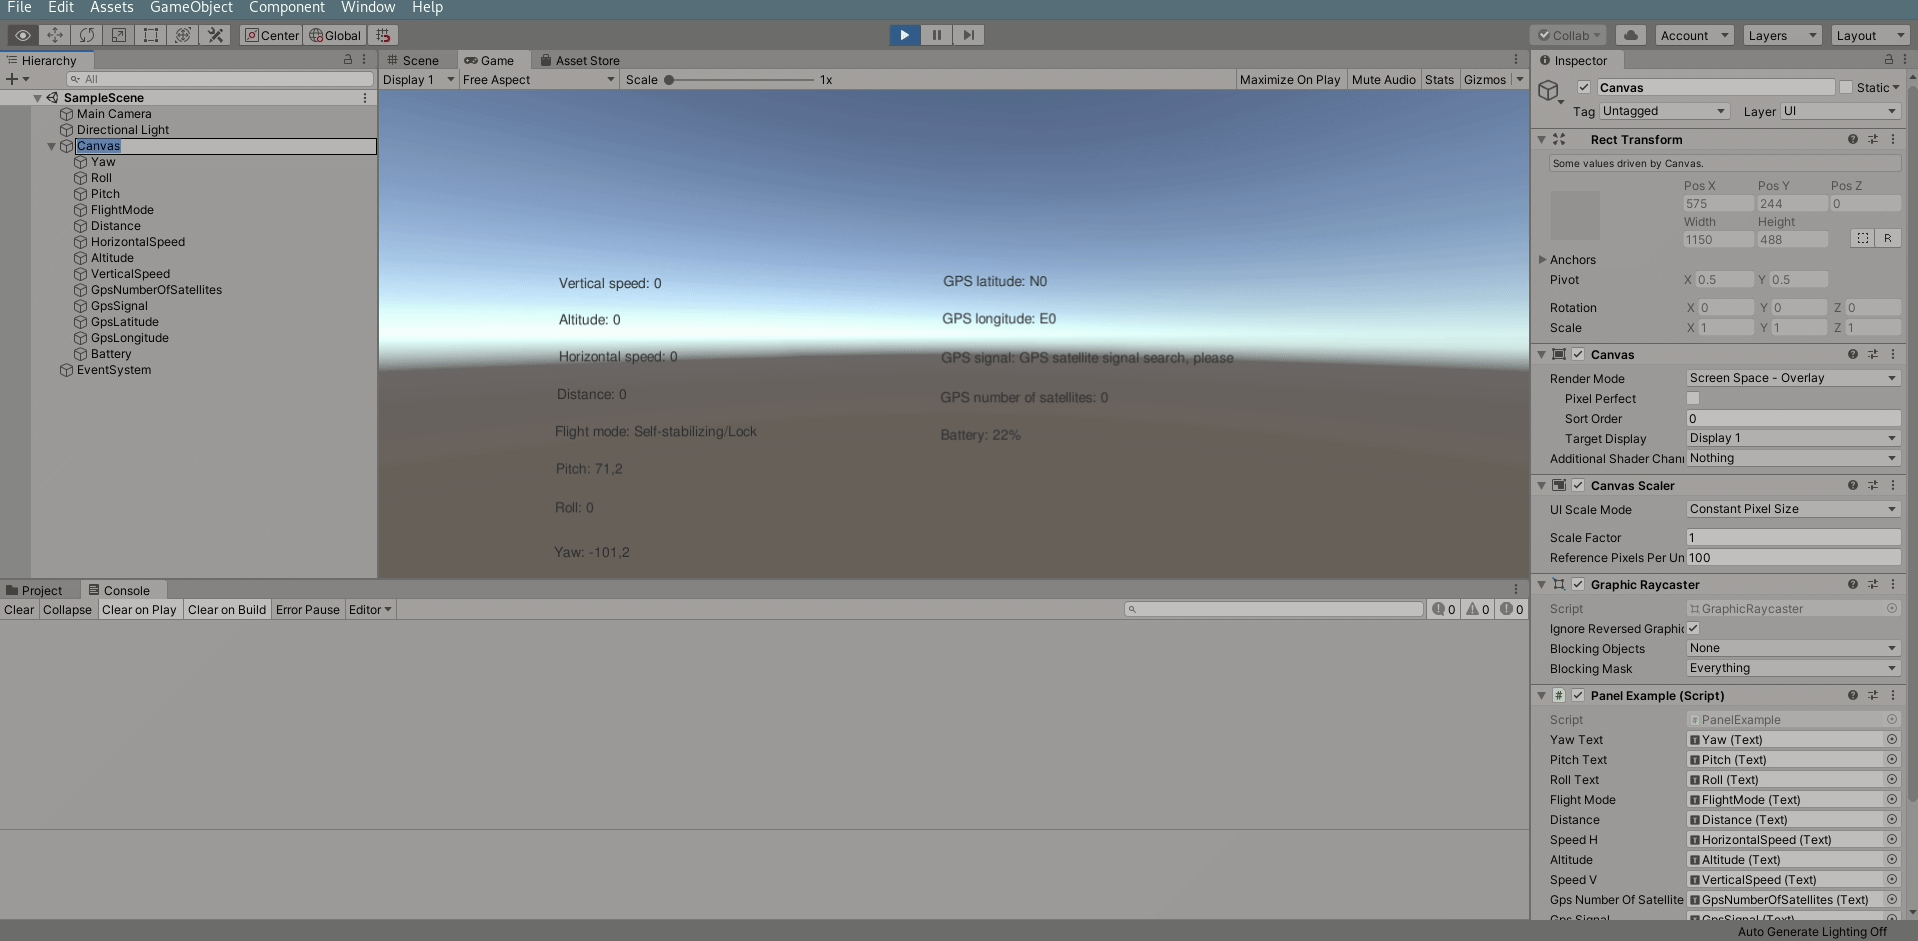 File Edit Assets GameObject Component Window Help
Center Global Collab Account Layers Layout
Hierarchy
All
SampleScene
Main Camera
Directional Light
Canvas
Yaw
Roll
Pitch
FlightMode
Distance
HorizontalSpeed
Altitude
VerticalSpeed
GpsNumberOfSatellites
GpsSignal
GpsLatitude
GpsLongitude
Battery
EventSystem
Scene Game Asset Store
Display 1 Free Aspect Scale 1x Maximize On Play Mute Audio Stats Gizmos
Vertical speed: 0
Altitude: 0
Horizontal speed: 0
Distance: 0
Flight mode: Self-stabilizing/Lock
Pitch: 71,2
Roll: 0
Yaw: -101,2
GPS latitude: N0
GPS longitude: E0
GPS signal: GPS satellite signal search, please
GPS number of satellites: 0
Battery: 22%
Project Console
Clear Collapse Clear on Play Clear on Build Error Pause Editor 0 0 0
Inspector
Canvas Static
Tag Untagged Layer UI
Rect Transform
Some values driven by Canvas.
Pos X Pos Y Pos Z
575 244 0
Width Height
1150 488 R
Anchors
Pivot X 0.5 Y 0.5
Rotation X 0 Y 0 Z 0
Scale X 1 Y 1 Z 1
Canvas
Render Mode Screen Space - Overlay
Pixel Perfect
Sort Order 0
Target Display Display 1
Additional Shader Chan Nothing
Canvas Scaler
UI Scale Mode Constant Pixel Size
Scale Factor 1
Reference Pixels Per Un 100
Graphic Raycaster
Script GraphicRaycaster
Ignore Reversed Graphic
Blocking Objects None
Blocking Mask Everything
# Panel Example (Script)
Script PanelExample
Yaw Text Yaw (Text)
Pitch Text Pitch (Text)
Roll Text Roll (Text)
Flight Mode FlightMode (Text)
Distance Distance (Text)
Speed H HorizontalSpeed (Text)
Altitude Altitude (Text)
Speed V VerticalSpeed (Text)
Gps Number Of Satellite GpsNumberOfSatellites (Text)
Gps Signal GpsSignal (Text)
Auto Generate Lighting Off